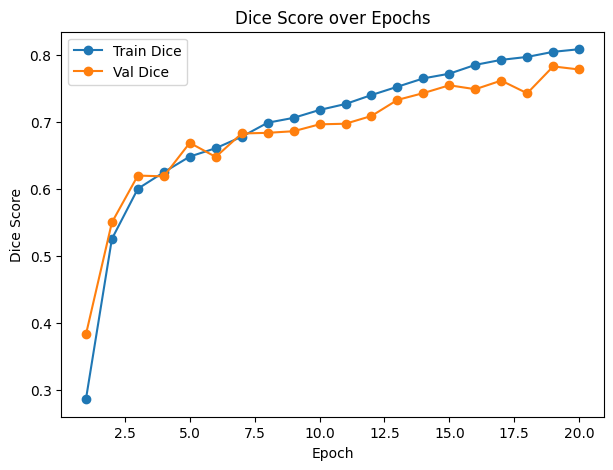 Dice Score over Epochs
Train Dice
Val Dice
Dice Score
0.8
0.7
0.6
0.5
0.4
0.3
2.5 5.0 7.5 10.0 12.5 15.0 17.5 20.0
Epoch